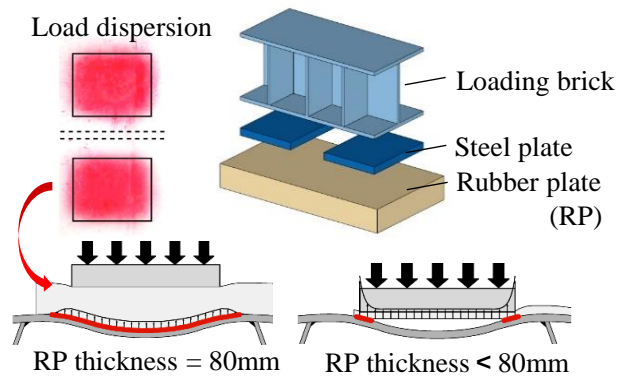 Load dispersion
Loading brick
Steel plate
Rubber plate
(RP)
RP thickness = 80mm
RP thickness < 80mm